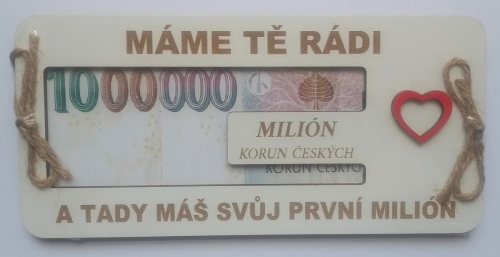 MÁME TĚ RÁDI
1000000
MILIÓN
KORUN ČESKÝCH
KORUN ČESKÝCH
A TADY MÁŠ SVŮJ PRVNÍ MILIÓN